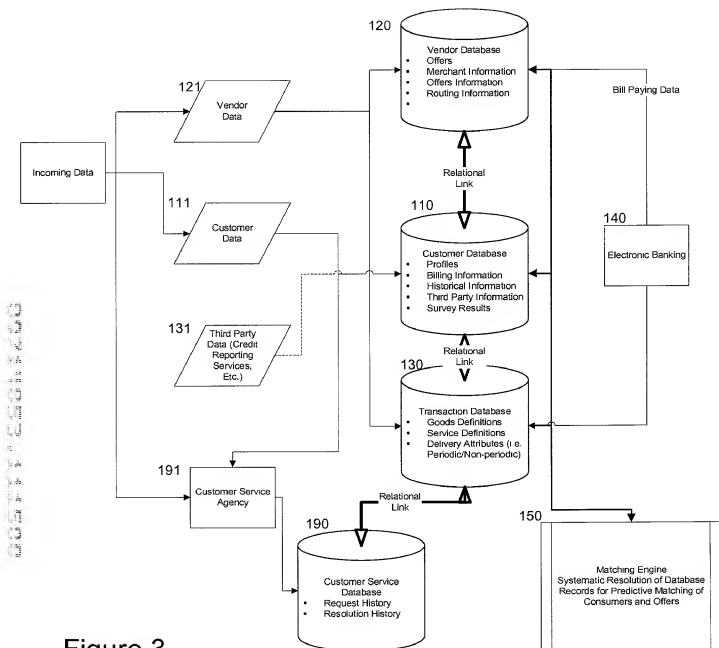 120
Vendor Database
• Offers
• Merchant Information
• Offers Information
• Routing Information
•
121
Vendor
Data
Bill Paying Data
Incoming Data
Relational
Link
111
Customer
Data
110
Customer Database
• Profiles
• Billing Information
• Historical Information
• Third Party Information
• Survey Results
140
Electronic Banking
131
Third Party
Data (Credit
Reporting
Services,
Etc.)
Relational
Link
130
Transaction Database
• Goods Definitions
• Service Definitions
• Delivery Attributes (i e.
Periodic/Non-periodic)
191
Customer Service
Agency
Relational
Link
190
Customer Service
Database
• Request History
• Resolution History
150
Matching Engine
Systematic Resolution of Database
Records for Predictive Matching of
Consumers and Offers